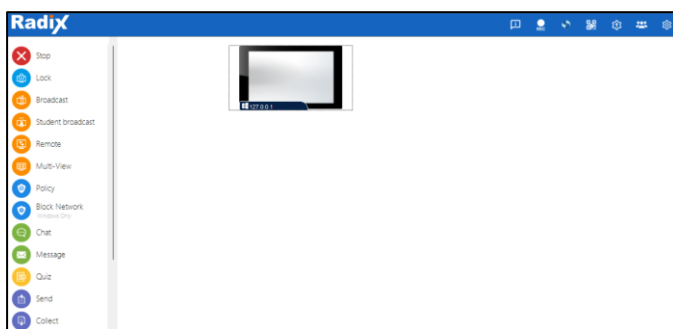 Radix
Stop
Lock
Broadcast
Student broadcast
Remote
Multi-View
Policy
Block Network
Windows Only
Chat
Message
Quiz
Send
Collect
127.0.0.1